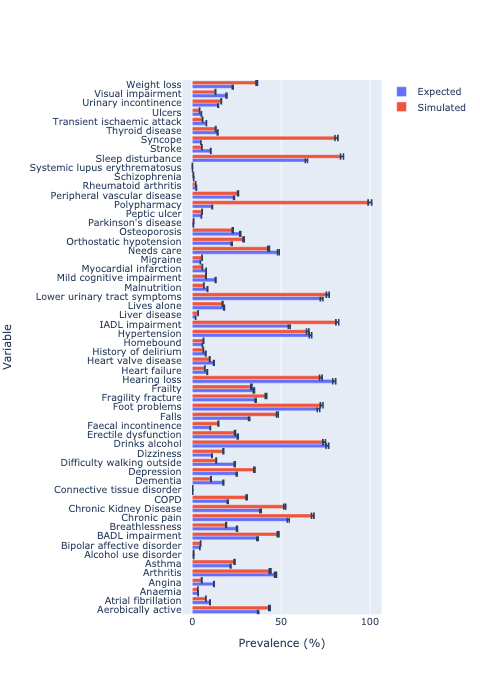 Expected
Simulated
Weight loss
Visual impairment
Urinary incontinence
Ulcers
Transient ischaemic attack
Thyroid disease
Syncope
Stroke
Sleep disturbance
Systemic lupus erythematosus
Schizophrenia
Rheumatoid arthritis
Peripheral vascular disease
Polypharmacy
Peptic ulcer
Parkinson's disease
Osteoporosis
Orthostatic hypotension
Needs care
Migraine
Myocardial infarction
Mild cognitive impairment
Malnutrition
Lower urinary tract symptoms
Lives alone
Liver disease
IADL impairment
Hypertension
Homebound
History of delirium
Heart valve disease
Heart failure
Hearing loss
Frailty
Fragility fracture
Foot problems
Falls
Faecal incontinence
Erectile dysfunction
Drinks alcohol
Dizziness
Difficulty walking outside
Depression
Dementia
Connective tissue disorder
COPD
Chronic Kidney Disease
Chronic pain
Breathlessness
BADL impairment
Bipolar affective disorder
Alcohol use disorder
Asthma
Arthritis
Angina
Anaemia
Atrial fibrillation
Aerobically active
Variable
0 50 100
Prevalence (%)